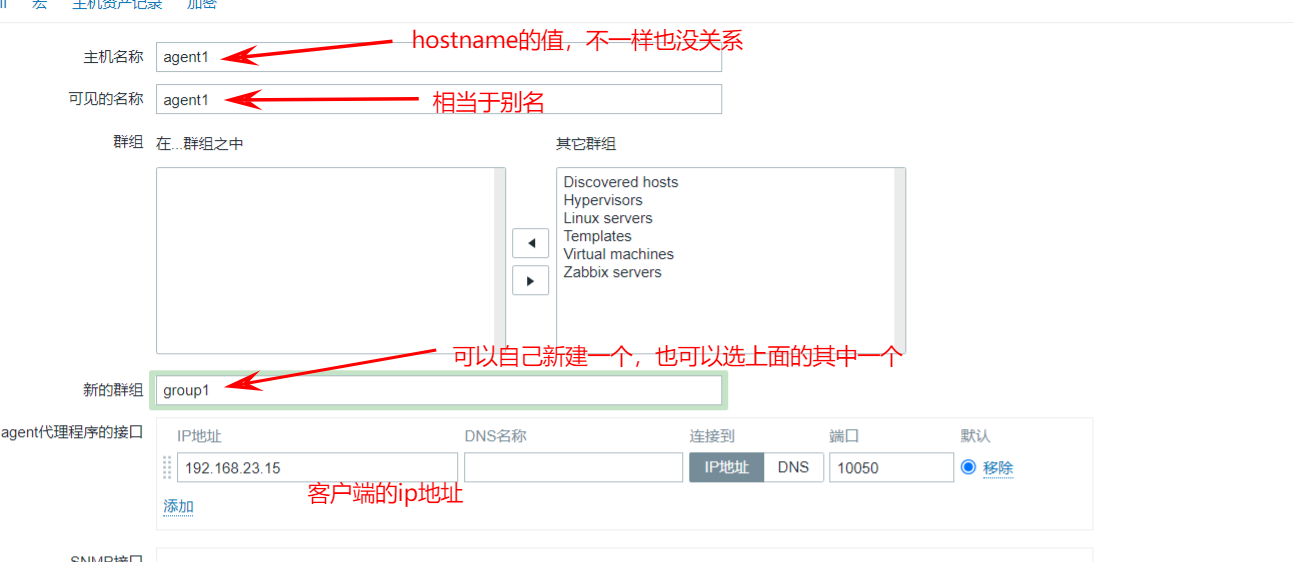 宏 主机资产记录 加密
主机名称 agent1 hostname的值，不一样也没关系
可见的名称 agent1 相当于别名
群组 在...群组之中 其它群组
Discovered hosts
Hypervisors
Linux servers
Templates
Virtual machines
Zabbix servers
可以自己新建一个，也可以选上面的其中一个
新的群组 group1
agent代理程序的接口 IP地址 DNS名称 连接到 端口 默认
192.168.23.15 IP地址 DNS 10050 移除
客户端的ip地址
添加
SNMP接口